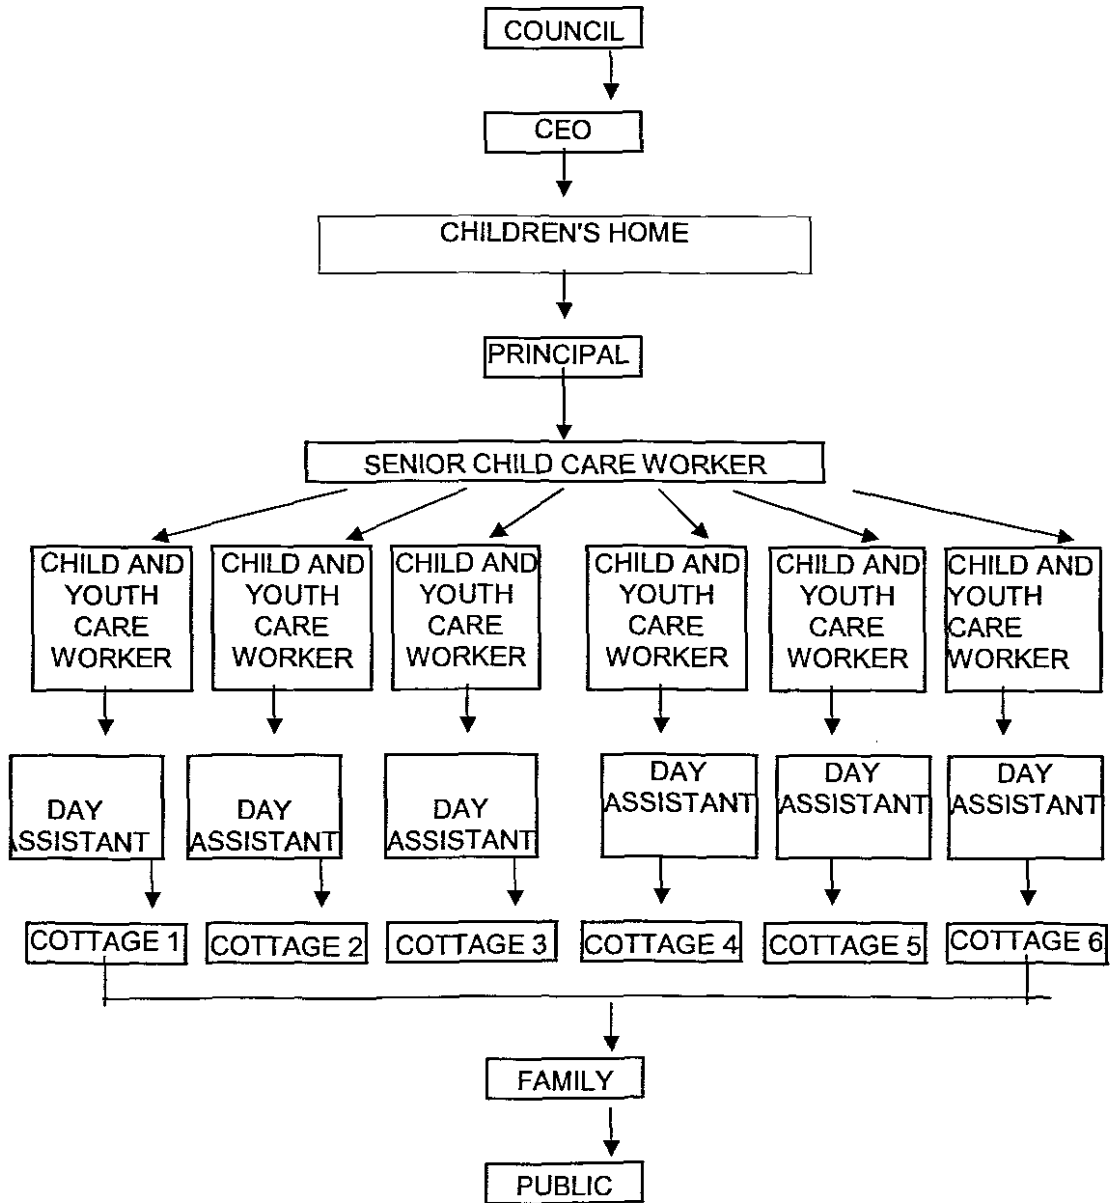 COUNCIL
CEO
CHILDREN'S HOME
PRINCIPAL
SENIOR CHILD CARE WORKER
CHILD AND
YOUTH
CARE
WORKER
CHILD AND
YOUTH
CARE
WORKER
CHILD AND
YOUTH
CARE
WORKER
CHILD AND
YOUTH
CARE
WORKER
CHILD AND
YOUTH
CARE
WORKER
CHILD AND
YOUTH
CARE
WORKER
DAY
ASSISTANT
DAY
ASSISTANT
DAY
ASSISTANT
DAY
ASSISTANT
DAY
ASSISTANT
DAY
ASSISTANT
COTTAGE 1
COTTAGE 2
COTTAGE 3
COTTAGE 4
COTTAGE 5
COTTAGE 6
FAMILY
PUBLIC